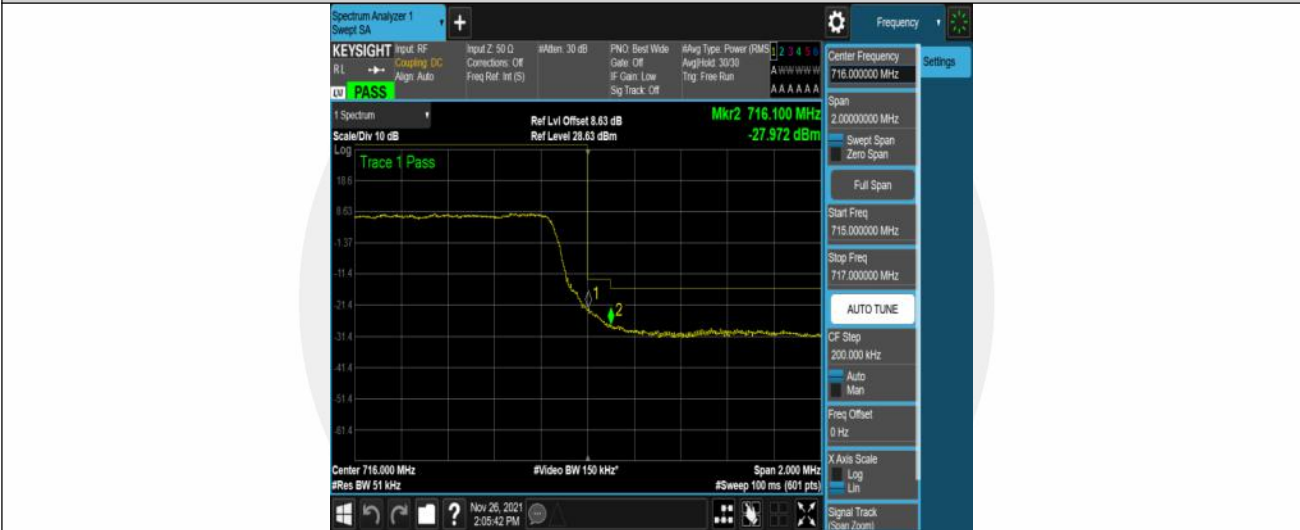 Spectrum Analyzer 1
Swept SA
+
Frequency
KEYSIGHT
RL
Input: RF
Coupling: DC
Align: Auto
Input Z: 50 Ω
Corrections: Off
Freq Ref: Int (S)
#Atten: 30 dB
PNO: Best Wide
Gate: Off
IF Gain: Low
Sig Track: Off
#Avg Type: Power (RMS
Avg|Hold: 30/30
Trig: Free Run
1 2 3 4 5 6
A W W W W W
A A A A A A
LW PASS
Settings
Center Frequency
716.000000 MHz
Span
2.00000000 MHz
Swept Span
Zero Span
Full Span
Start Freq
715.000000 MHz
Stop Freq
717.000000 MHz
AUTO TUNE
CF Step
200.000 kHz
Auto
Man
Freq Offset
0 Hz
X Axis Scale
Log
Lin
Signal Track
(Span Zoom)
1 Spectrum
Scale/Div 10 dB
Ref Lvl Offset 8.63 dB
Ref Level 28.63 dBm
Mkr2 716.100 MHz
-27.972 dBm
Log
Trace 1 Pass
18.6
8.63
-1.37
-11.4
-21.4
-31.4
-41.4
-51.4
-61.4
1
2
Center 716.000 MHz
#Res BW 51 kHz
#Video BW 150 kHz*
Span 2.000 MHz
#Sweep 100 ms (601 pts)
?
Nov 26, 2021
2:05:42 PM